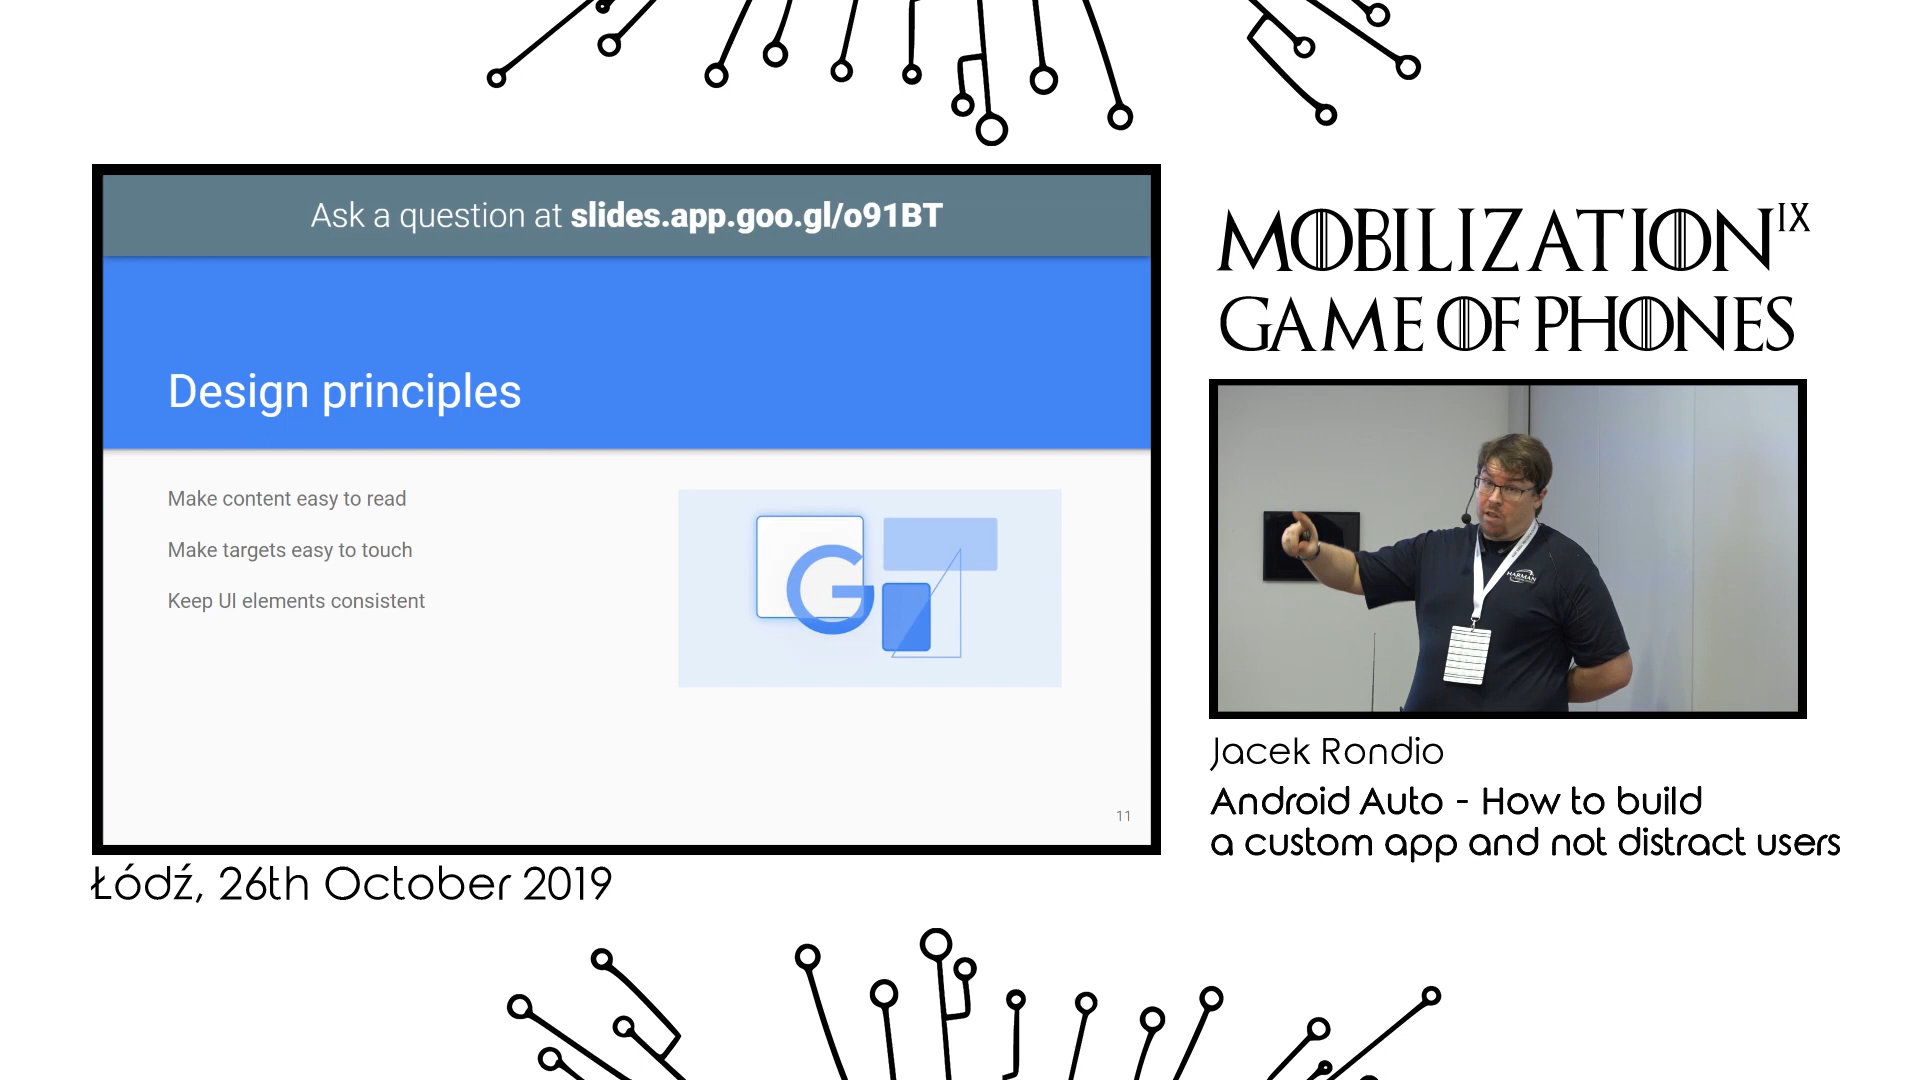 Ask a question at slides.app.goo.gl/o91BT
Design principles
Make content easy to read
Make targets easy to touch
Keep UI elements consistent
G
11
MOBILIZATION IX
GAME OF PHONES
HARMAN
Jacek Rondio
Android Auto - How to build
a custom app and not distract users
Łódź, 26th October 2019